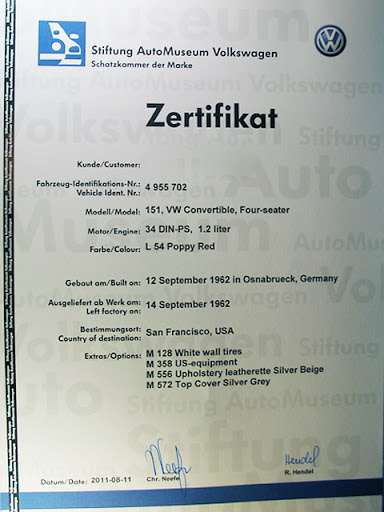 Stiftung AutoMuseum Volkswagen
Schatzkammer der Marke
Zertifikat
Kunde/Customer:
Fahrzeug-Identifikations-Nr.: 4 955 702
Vehicle Ident. Nr.:
Modell/Model: 151, VW Convertible, Four-seater
Motor/Engine: 34 DIN-PS, 1.2 liter
Farbe/Colour: L 54 Poppy Red
Gebaut am/Built on: 12 September 1962 in Osnabrueck, Germany
Ausgeliefert ab Werk am: 14 September 1962
Left factory on:
Bestimmungsort: San Francisco, USA
Country of destination:
Extras/Options: M 128 White wall tires
M 358 US-equipment
M 556 Upholstery leatherette Silver Beige
M 572 Top Cover Silver Grey
Datum/Date: 2011-08-11
Chr. Neefe
R. Hendel